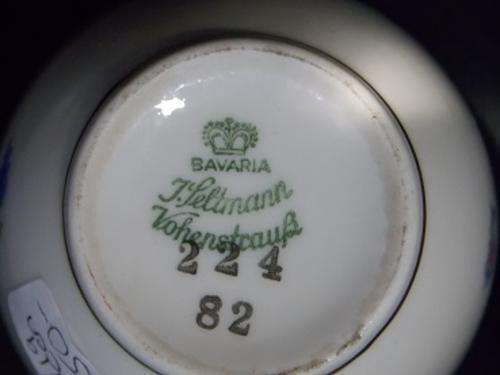 BAVARIA
J. Seltmann
Vohenstrauß
224
82